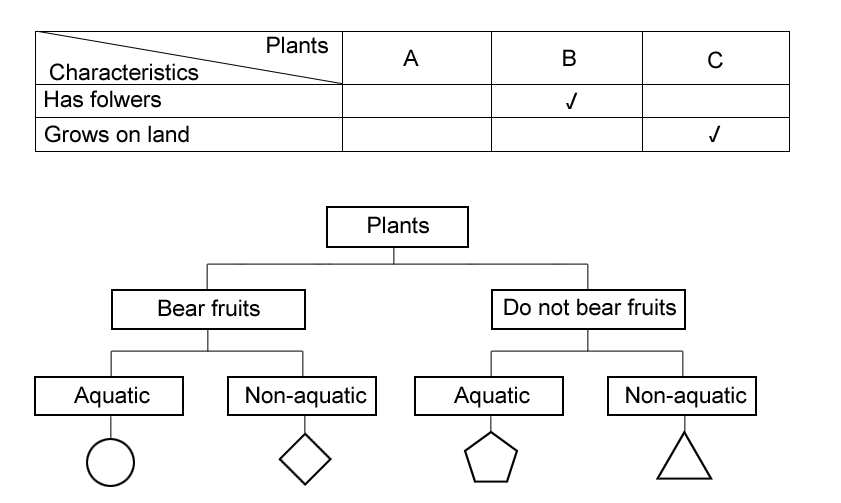 Plants
Characteristics
A
B
C
Has folwers
√
Grows on land
√
Plants
Bear fruits
Do not bear fruits
Aquatic
Non-aquatic
Aquatic
Non-aquatic